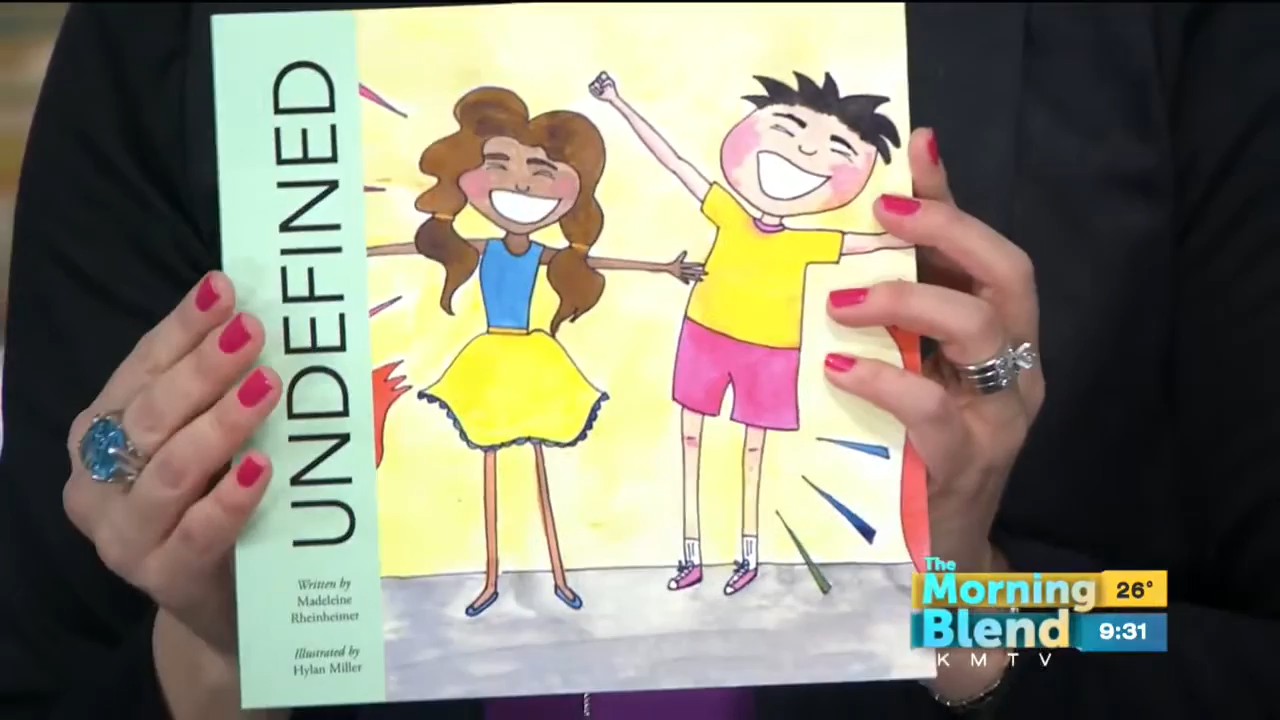 UNDEFINED
Written by
Madeleine
Rheinheimer
Illustrated by
Hylan Miller
The
Morning
Blend
KMTV
26°
9:31